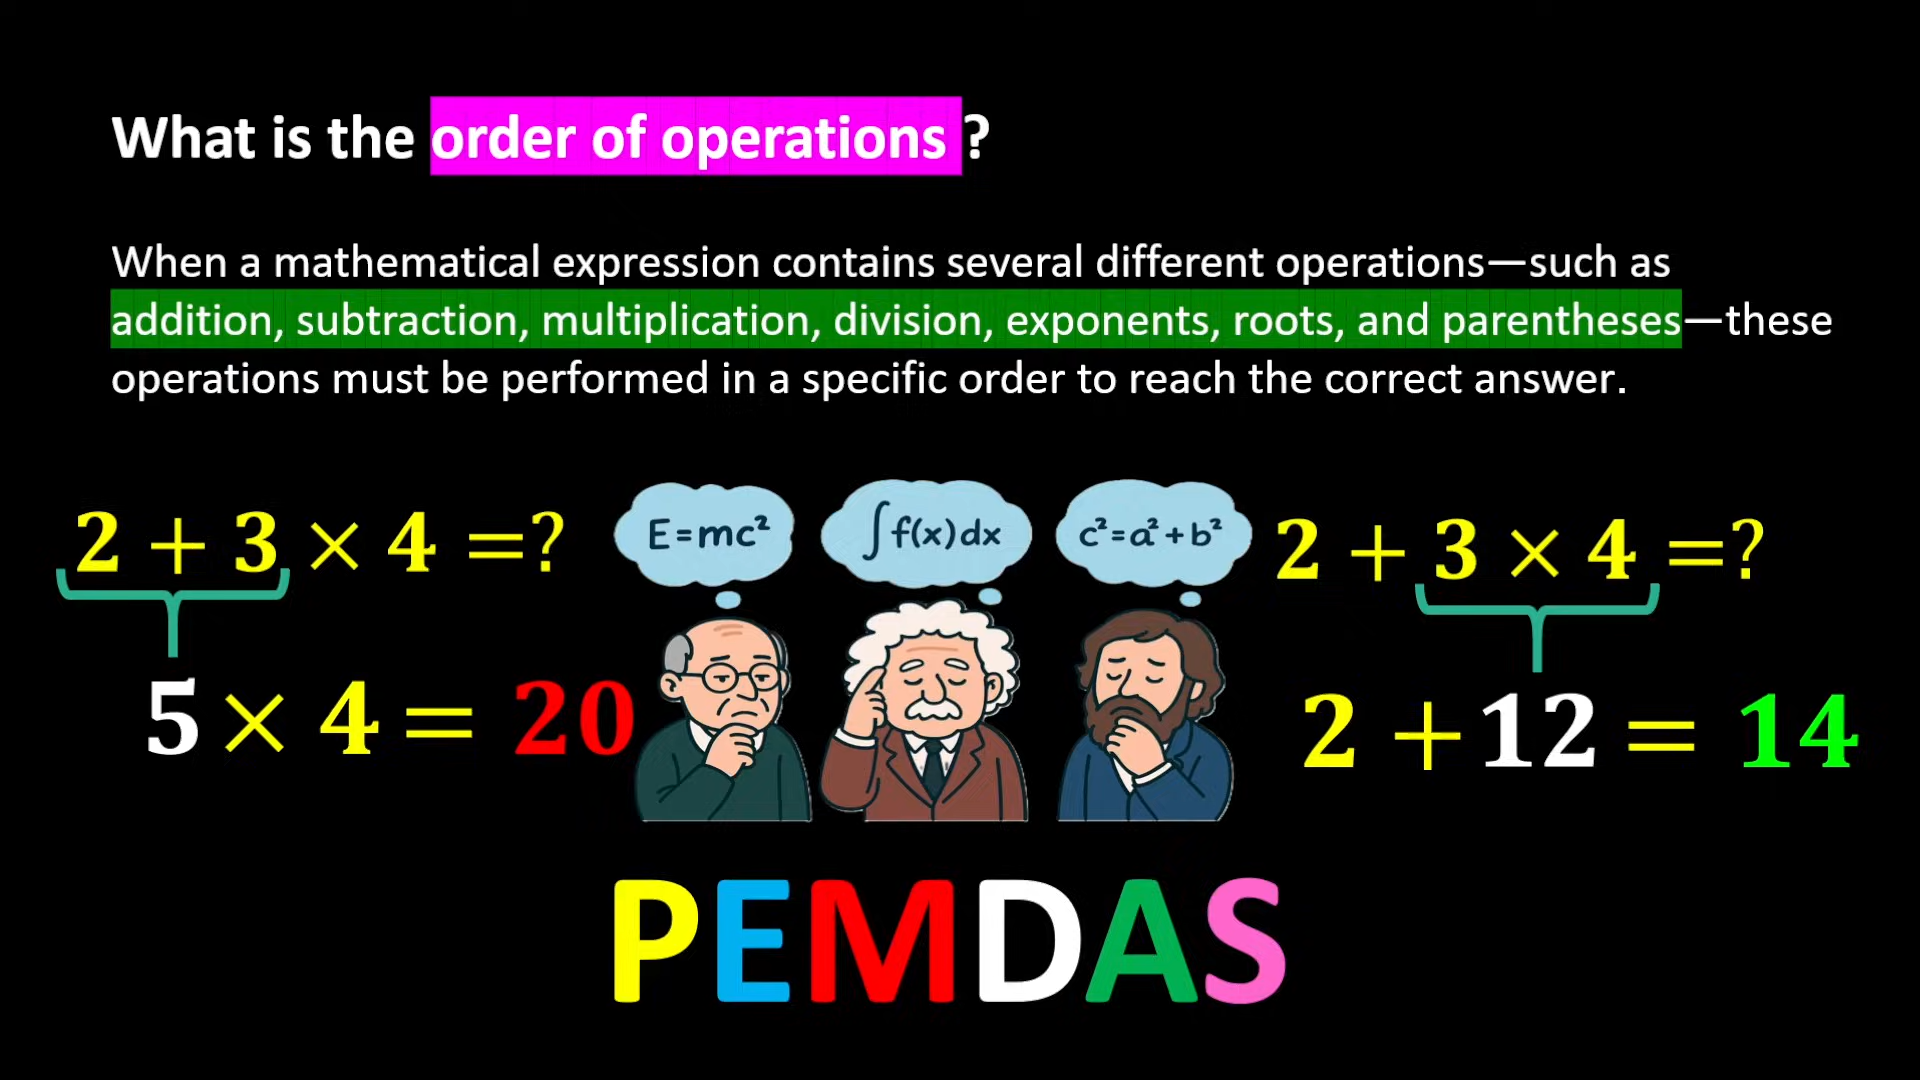 What is the order of operations ?
When a mathematical expression contains several different operations—such as
addition, subtraction, multiplication, division, exponents, roots, and parentheses—these
operations must be performed in a specific order to reach the correct answer.
2 + 3 × 4 =?
E=mc²
∫f(x)dx
c²=a²+b²
2 + 3 × 4 =?
5 × 4 = 20
2 + 12 = 14
PEMDAS